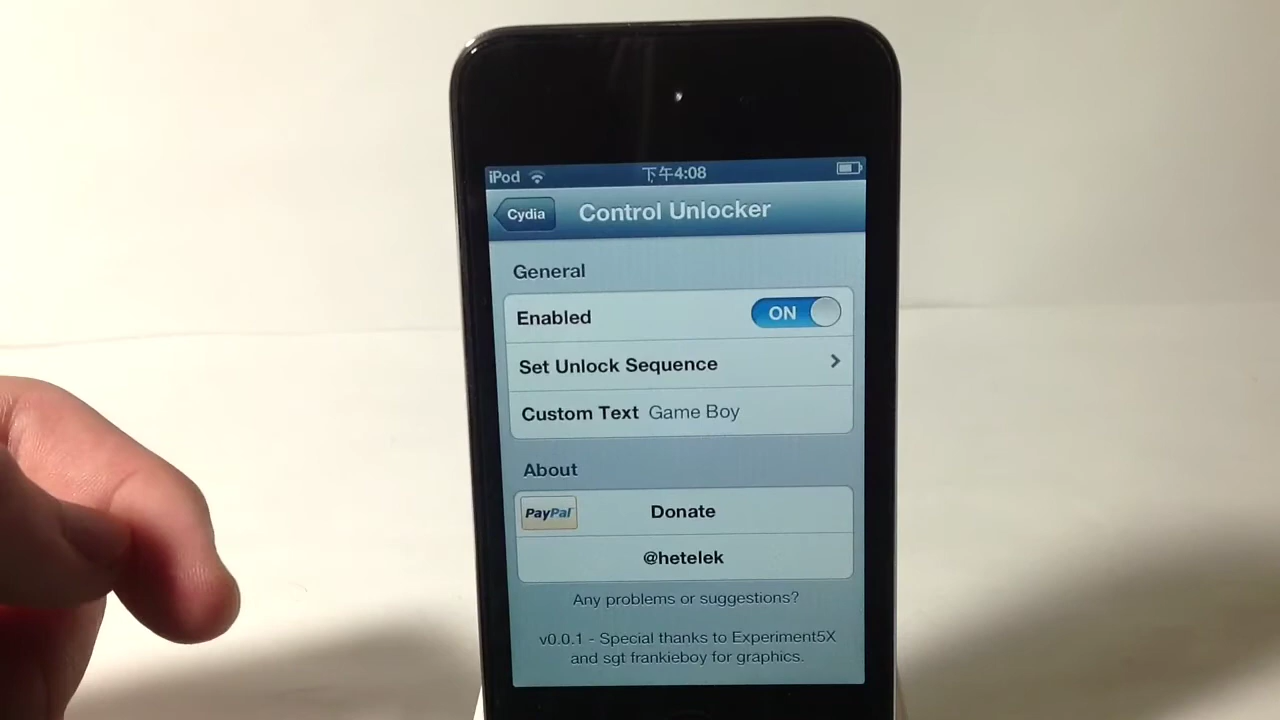 iPod 下午4:08
Cydia Control Unlocker
General
Enabled ON
Set Unlock Sequence
Custom Text Game Boy
About
PayPal Donate
@hetelek
Any problems or suggestions?
v0.0.1 - Special thanks to Experiment5X
and sgt frankieboy for graphics.